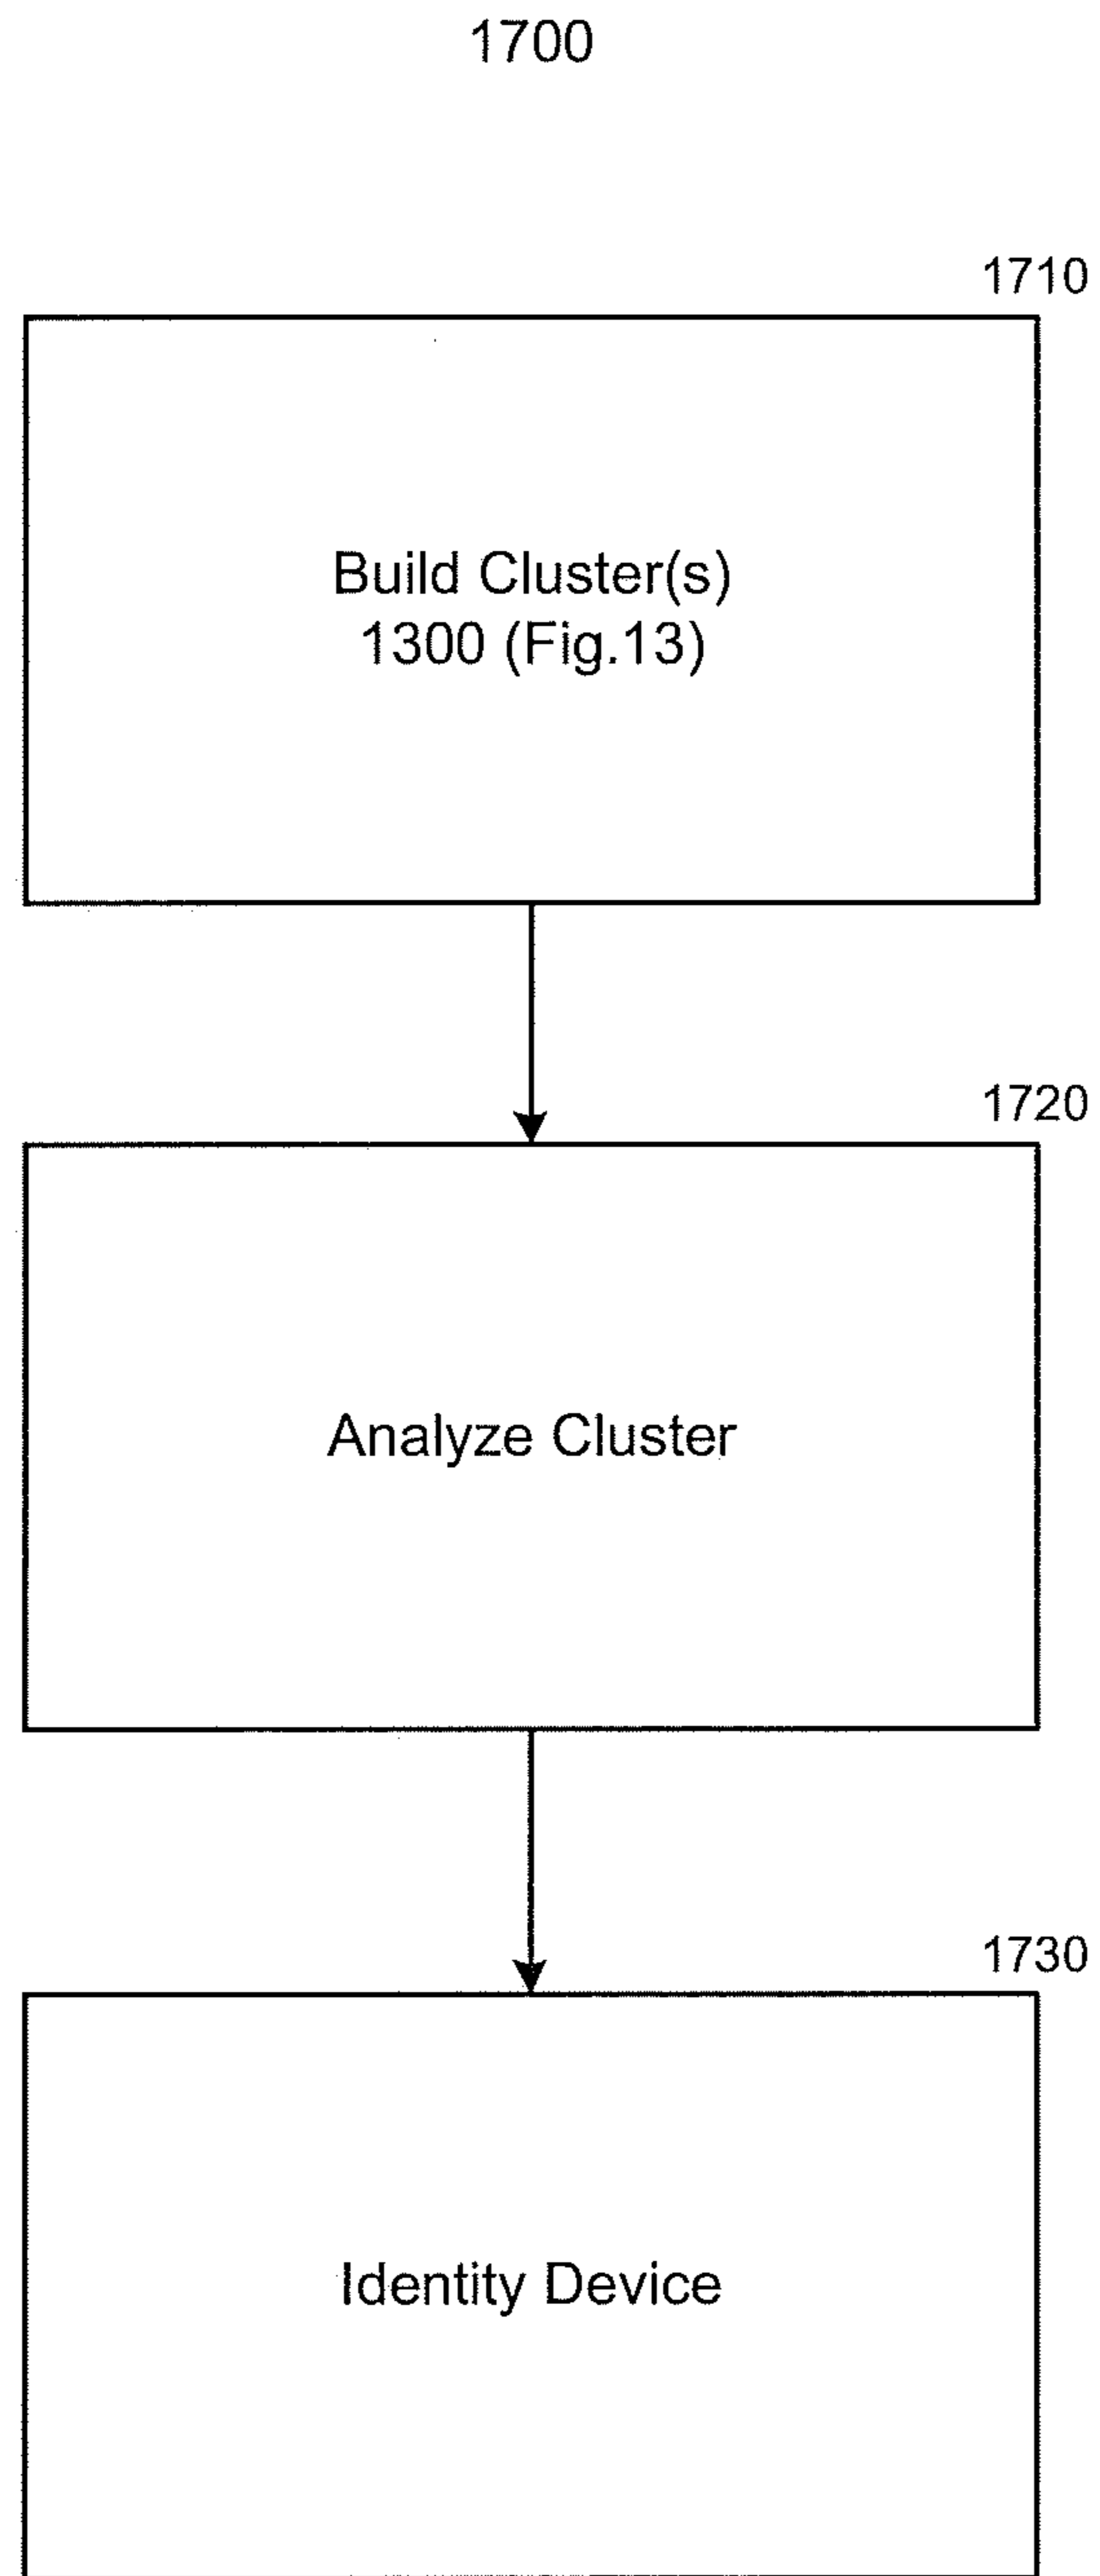 1700
1710
Build Cluster(s)
1300 (Fig.13)
1720
Analyze Cluster
1730
Identity Device